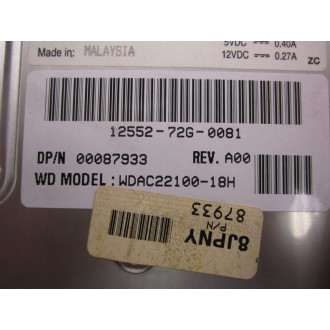 5VDC ⎓ 0.40A
Made in: MALAYSIA
12VDC ⎓ 0.27A
ZC
12552-72G-0081
DP/N 00087933 REV. A00
WD MODEL: WDAC22100-18H
8JPNY
P/N
87933